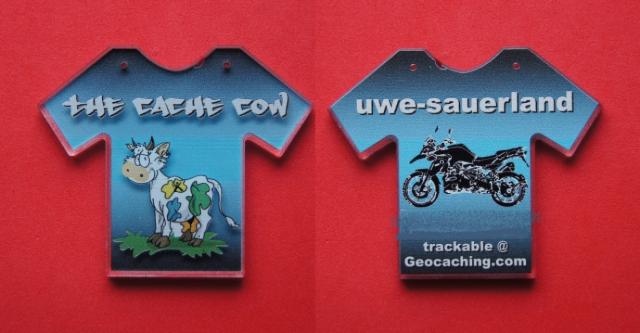 THE CACHE COW
uwe-sauerland
trackable @
Geocaching.com